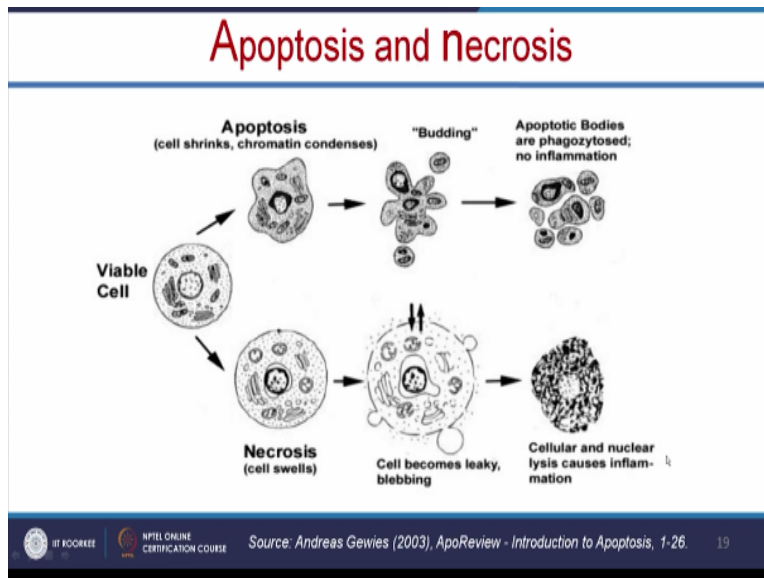 Apoptosis and necrosis
Apoptosis
(cell shrinks, chromatin condenses)
"Budding"
Apoptotic Bodies
are phagozytosed;
no inflammation
Viable
Cell
Necrosis
(cell swells)
Cell becomes leaky,
blebbing
Cellular and nuclear
lysis causes inflam-
mation
IIT ROORKEE
NPTEL ONLINE
CERTIFICATION COURSE
Source: Andreas Gewies (2003), ApoReview - Introduction to Apoptosis, 1-26.
19